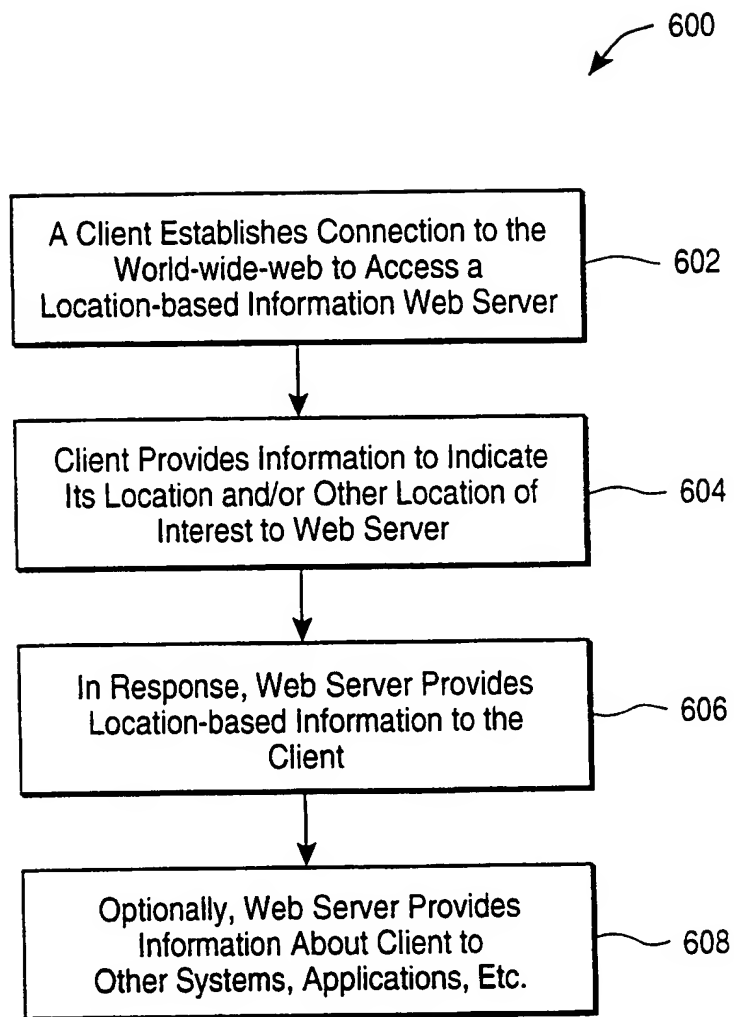 600
A Client Establishes Connection to the
World-wide-web to Access a
Location-based Information Web Server
602
Client Provides Information to Indicate
Its Location and/or Other Location of
Interest to Web Server
604
In Response, Web Server Provides
Location-based Information to the
Client
606
Optionally, Web Server Provides
Information About Client to
Other Systems, Applications, Etc.
608